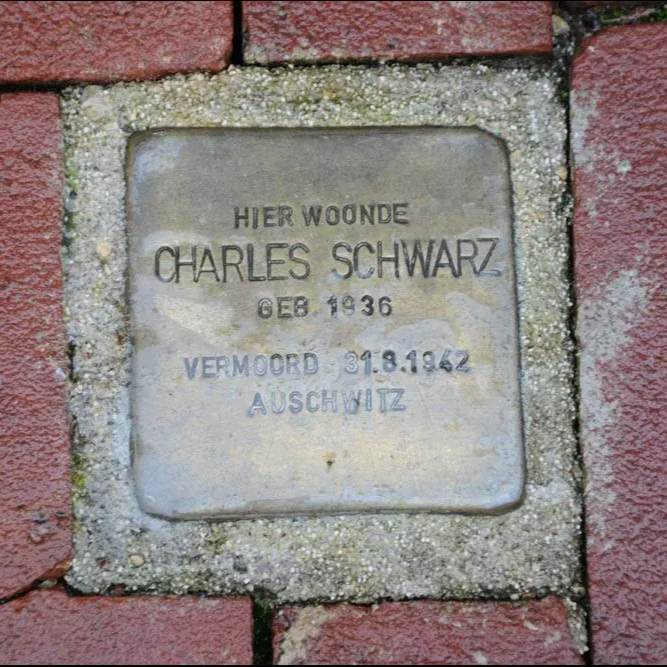 HIER WOONDE
CHARLES SCHWARZ
GEB. 1936
VERMOORD 31.8.1942
AUSCHWITZ